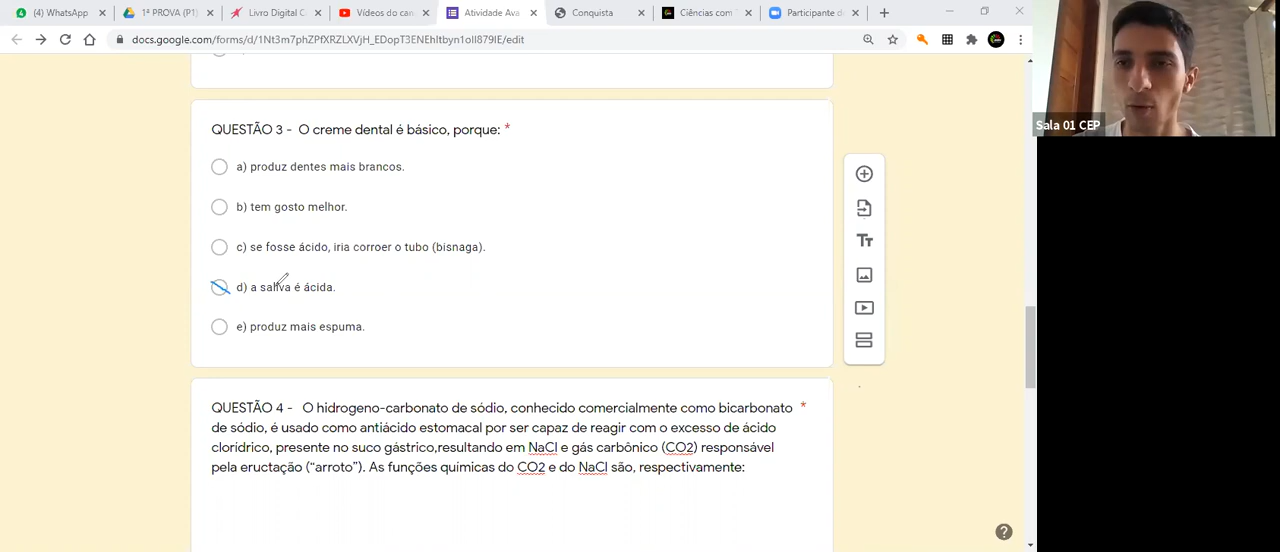 (4) WhatsApp
1ª PROVA (P1)
Livro Digital C
Vídeos do can
Atividade Ava
Conquista
Ciências com
Participante d
docs.google.com/forms/d/1Nt3m7phZPfXRZLXVjH_EDopT3ENEhltbyn1oll879IE/edit
Sala 01 CEP
QUESTÃO 3 - O creme dental é básico, porque: *
a) produz dentes mais brancos.
b) tem gosto melhor.
c) se fosse ácido, iria corroer o tubo (bisnaga).
d) a saliva é ácida.
e) produz mais espuma.
QUESTÃO 4 - O hidrogeno-carbonato de sódio, conhecido comercialmente como bicarbonato *
de sódio, é usado como antiácido estomacal por ser capaz de reagir com o excesso de ácido
clorídrico, presente no suco gástrico,resultando em NaCl e gás carbônico (CO2) responsável
pela eructação (“arroto”). As funções químicas do CO2 e do NaCl são, respectivamente: